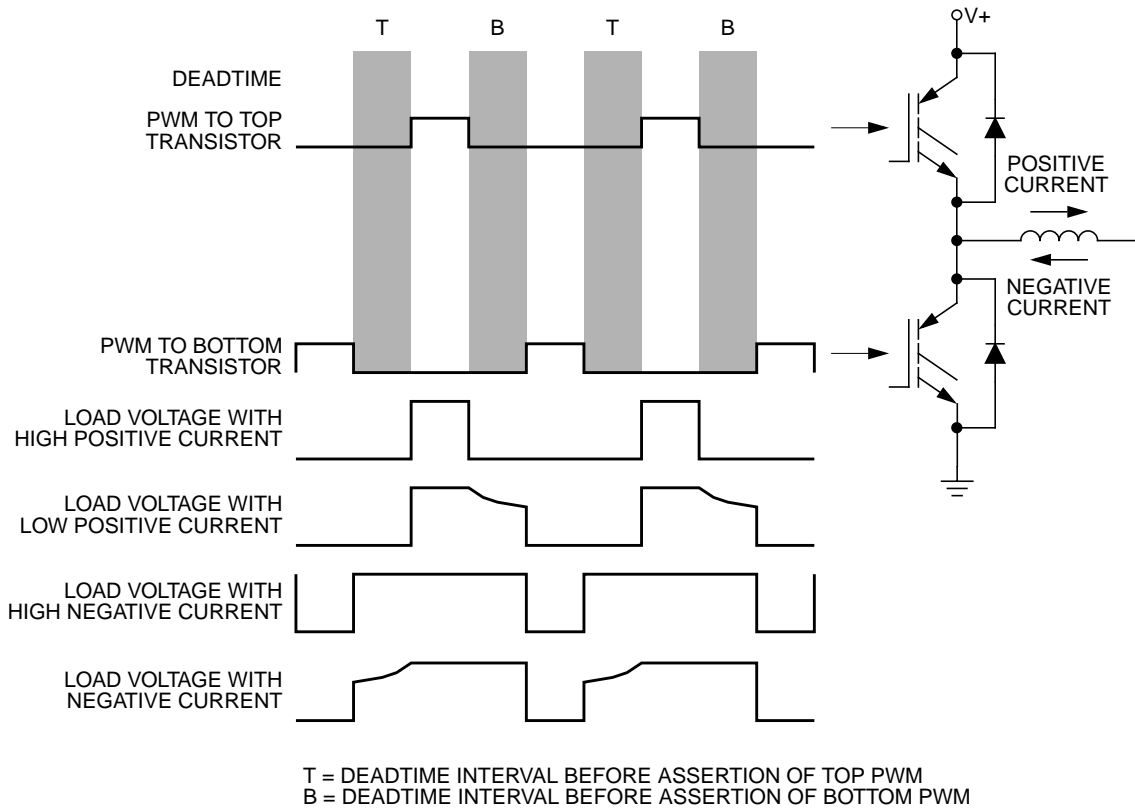 T B T B
V+
DEADTIME
PWM TO TOP
TRANSISTOR
POSITIVE
CURRENT
NEGATIVE
CURRENT
PWM TO BOTTOM
TRANSISTOR
LOAD VOLTAGE WITH
HIGH POSITIVE CURRENT
LOAD VOLTAGE WITH
LOW POSITIVE CURRENT
LOAD VOLTAGE WITH
HIGH NEGATIVE CURRENT
LOAD VOLTAGE WITH
NEGATIVE CURRENT
T = DEADTIME INTERVAL BEFORE ASSERTION OF TOP PWM
B = DEADTIME INTERVAL BEFORE ASSERTION OF BOTTOM PWM